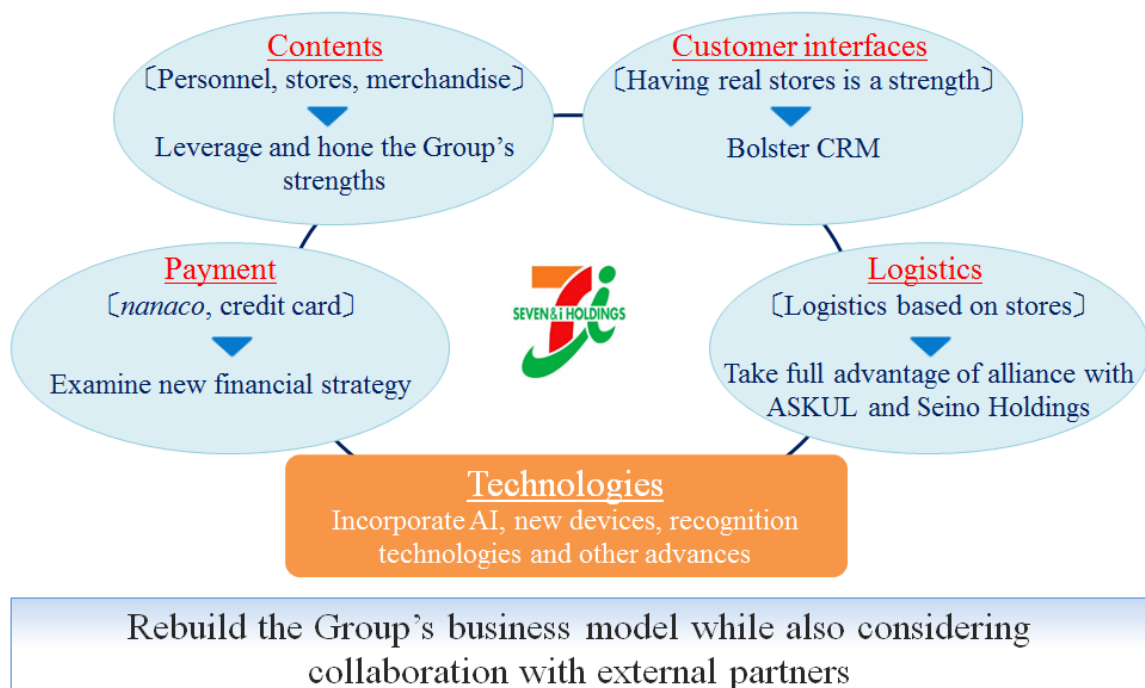 Contents
〔Personnel, stores, merchandise〕
Leverage and hone the Group’s
strengths
Customer interfaces
〔Having real stores is a strength〕
Bolster CRM
Payment
〔nanaco, credit card〕
Examine new financial strategy
SEVEN&i HOLDINGS
Logistics
〔Logistics based on stores〕
Take full advantage of alliance with
ASKUL and Seino Holdings
Technologies
Incorporate AI, new devices, recognition
technologies and other advances
Rebuild the Group’s business model while also considering
collaboration with external partners